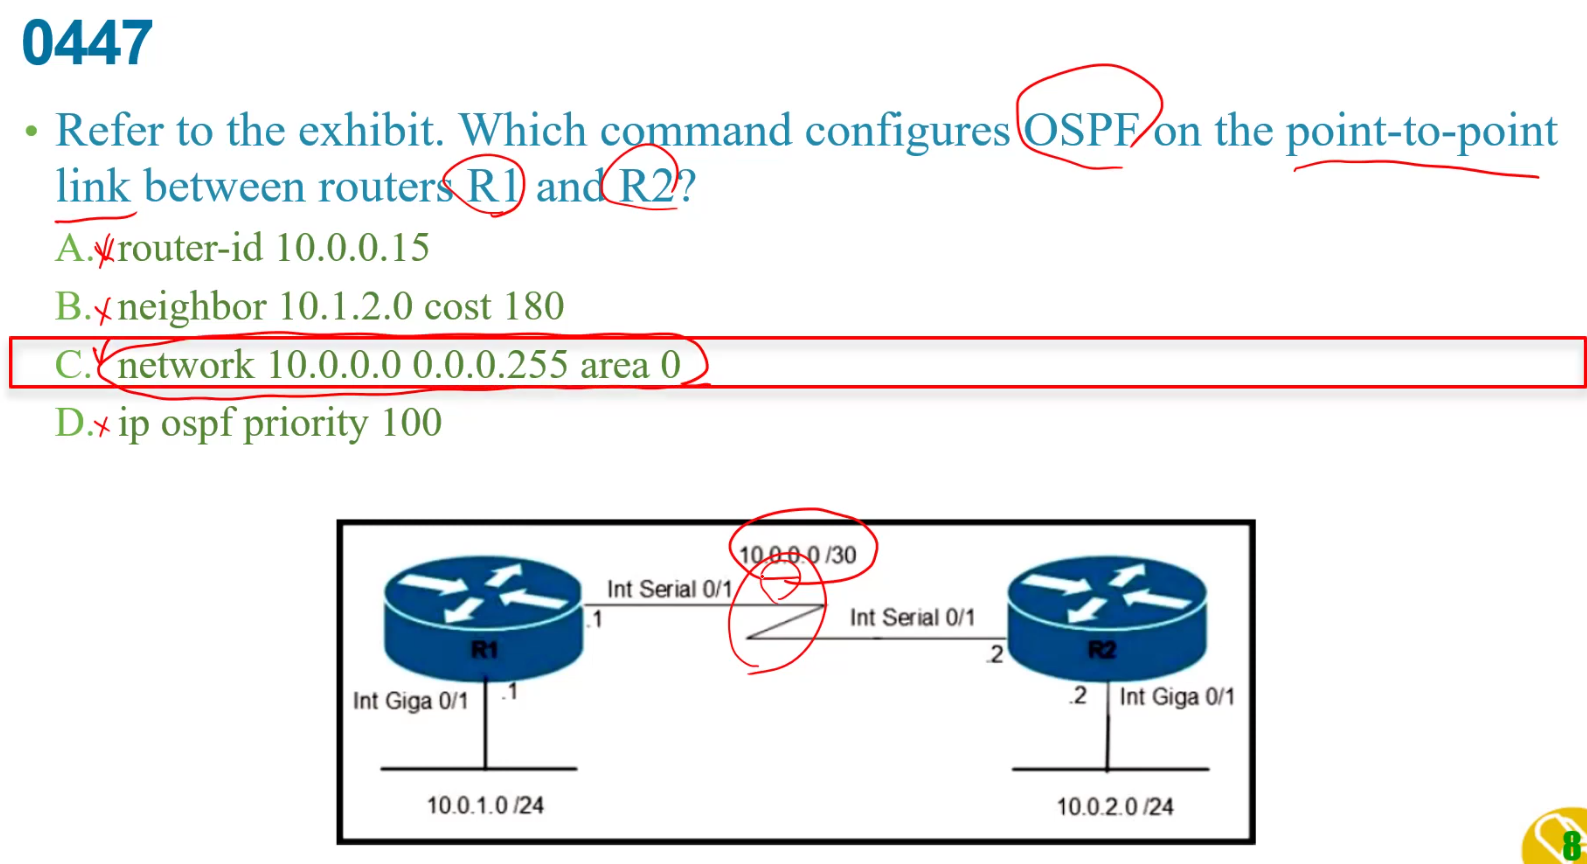 0447
• Refer to the exhibit. Which command configures OSPF on the point-to-point
link between routers R1 and R2?
A. router-id 10.0.0.15
B. neighbor 10.1.2.0 cost 180
C. network 10.0.0.0 0.0.0.255 area 0
D. ip ospf priority 100
10.0.0.0 /30
Int Serial 0/1
.1
Int Serial 0/1
.2
R1
R2
Int Giga 0/1
.1
.2
Int Giga 0/1
10.0.1.0 /24
10.0.2.0 /24
8